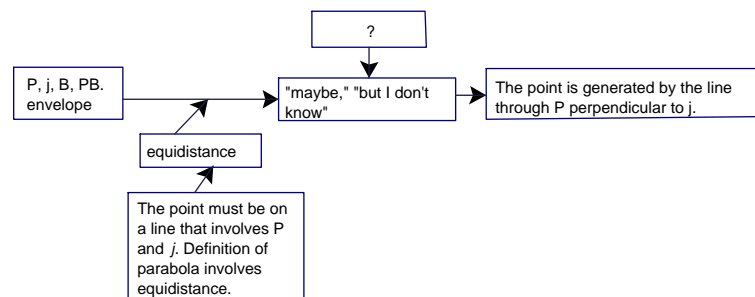 ?
P, j, B, PB.
envelope
"maybe," "but I don't
know"
The point is generated by the line
through P perpendicular to j.
equidistance
The point must be on
a line that involves P
and j. Definition of
parabola involves
equidistance.